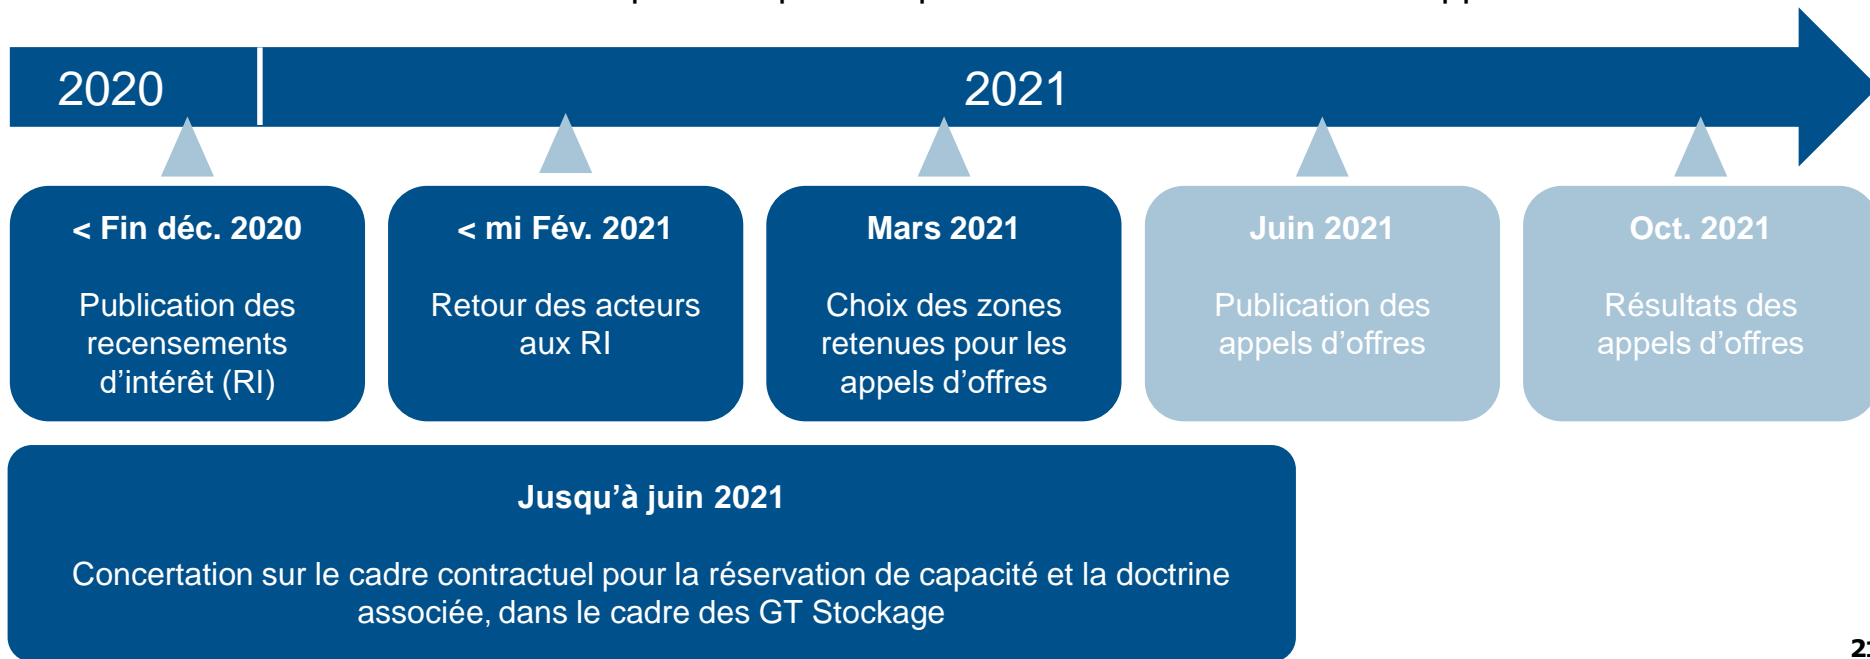 2020
2021
< Fin déc. 2020
Publication des
recensements
d’intérêt (RI)
< mi Fév. 2021
Retour des acteurs
aux RI
Mars 2021
Choix des zones
retenues pour les
appels d’offres
Juin 2021
Publication des
appels d’offres
Oct. 2021
Résultats des
appels d’offres
Jusqu’à juin 2021
Concertation sur le cadre contractuel pour la réservation de capacité et la doctrine
associée, dans le cadre des GT Stockage